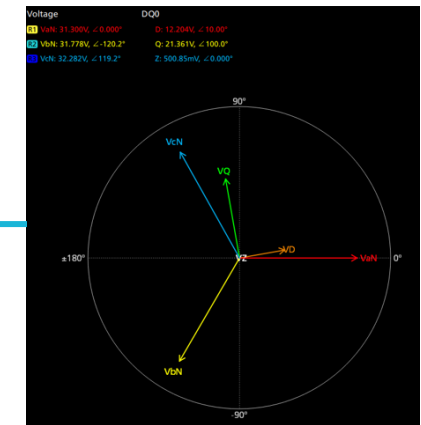 Voltage DQ0
R1 VaN: 31.300V, ∠0.000° D: 12.204V, ∠10.00°
R2 VbN: 31.778V, ∠-120.2° Q: 21.361V, ∠100.0°
VcN: 32.282V, ∠119.2° Z: 500.85mV, ∠0.000°
90°
VcN
VQ
VD
±180° VZ VaN 0°
VbN
-90°